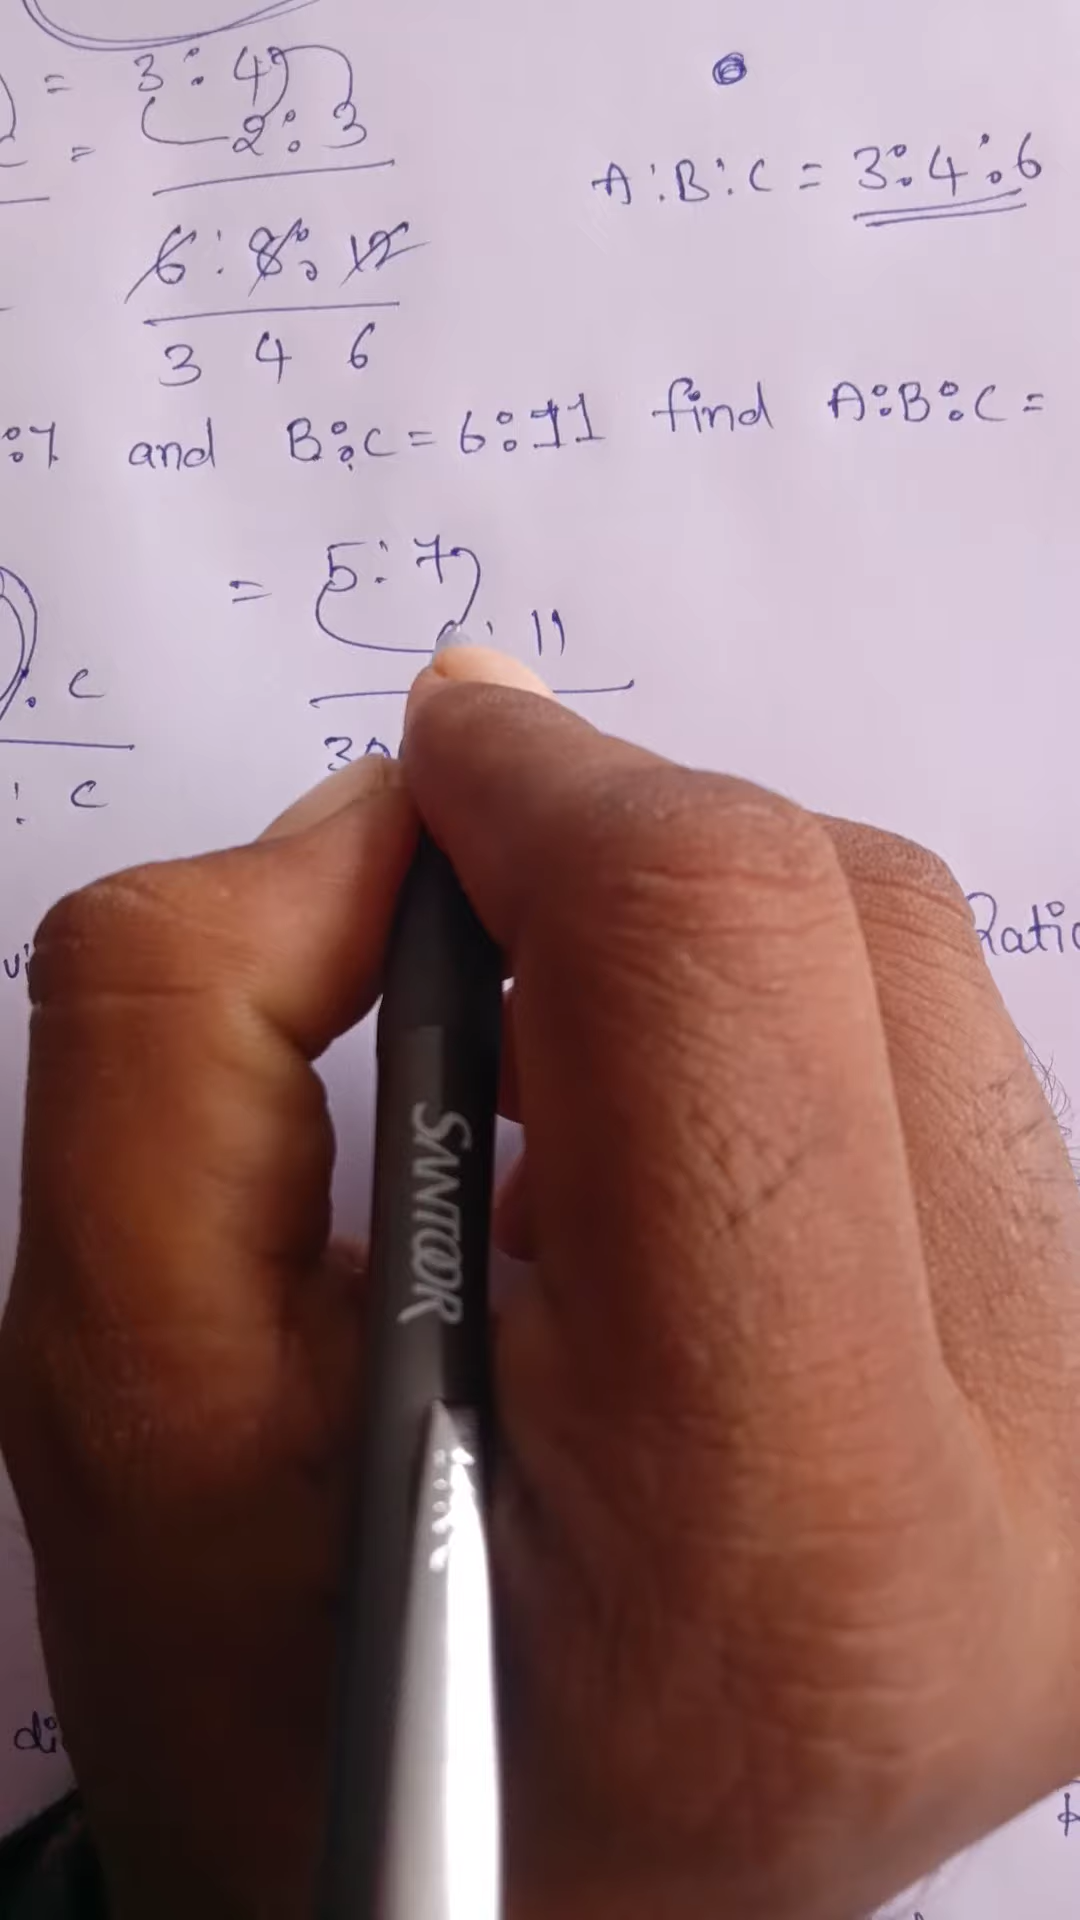 = 3:4
= 2:3
A:B:C = 3:4:6
6:8:12
3 4 6
:7 and B:C = 6:11 find A:B:C =
= 5:7
: 11
. C
: C
Ratio
di
SANTOOR